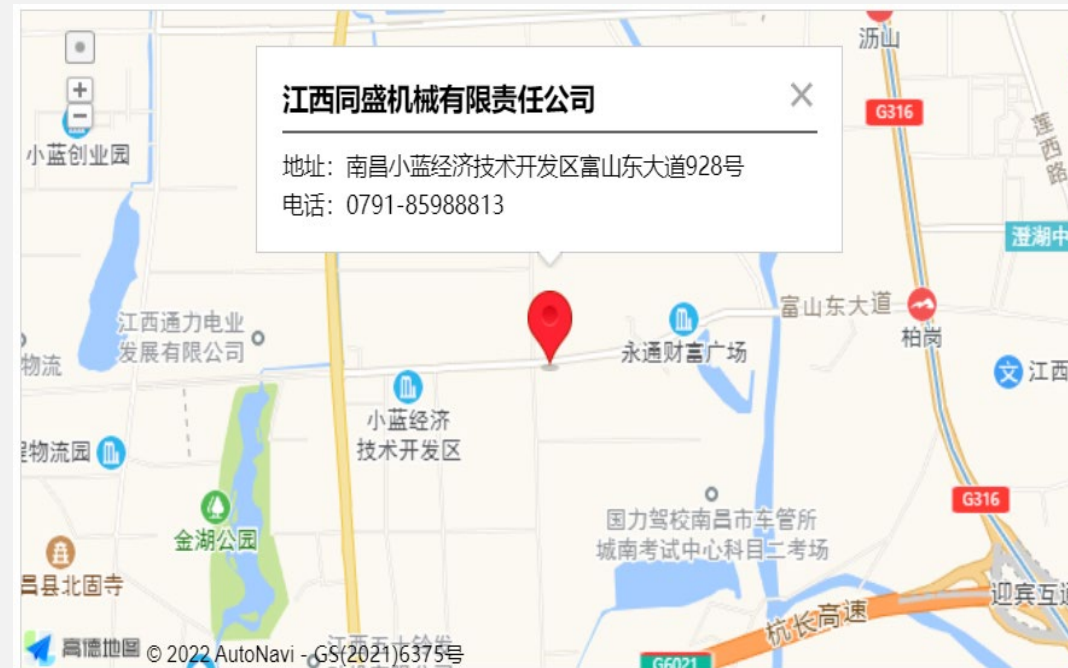 沥山
江西同盛机械有限责任公司
G316
地址：南昌小蓝经济技术开发区富山东大道928号
电话：0791-85988813
小蓝创业园
莲西路
澄湖中
江西通力电业
发展有限公司
物流
富山东大道
柏岗
永通财富广场
江西
小蓝经济
技术开发区
物流园
G316
国力驾校南昌市车管所
城南考试中心科目二考场
金湖公园
昌县北固寺
迎宾互通
杭长高速
高德地图
© 2022 AutoNavi - GS(2021)6375号
G6021